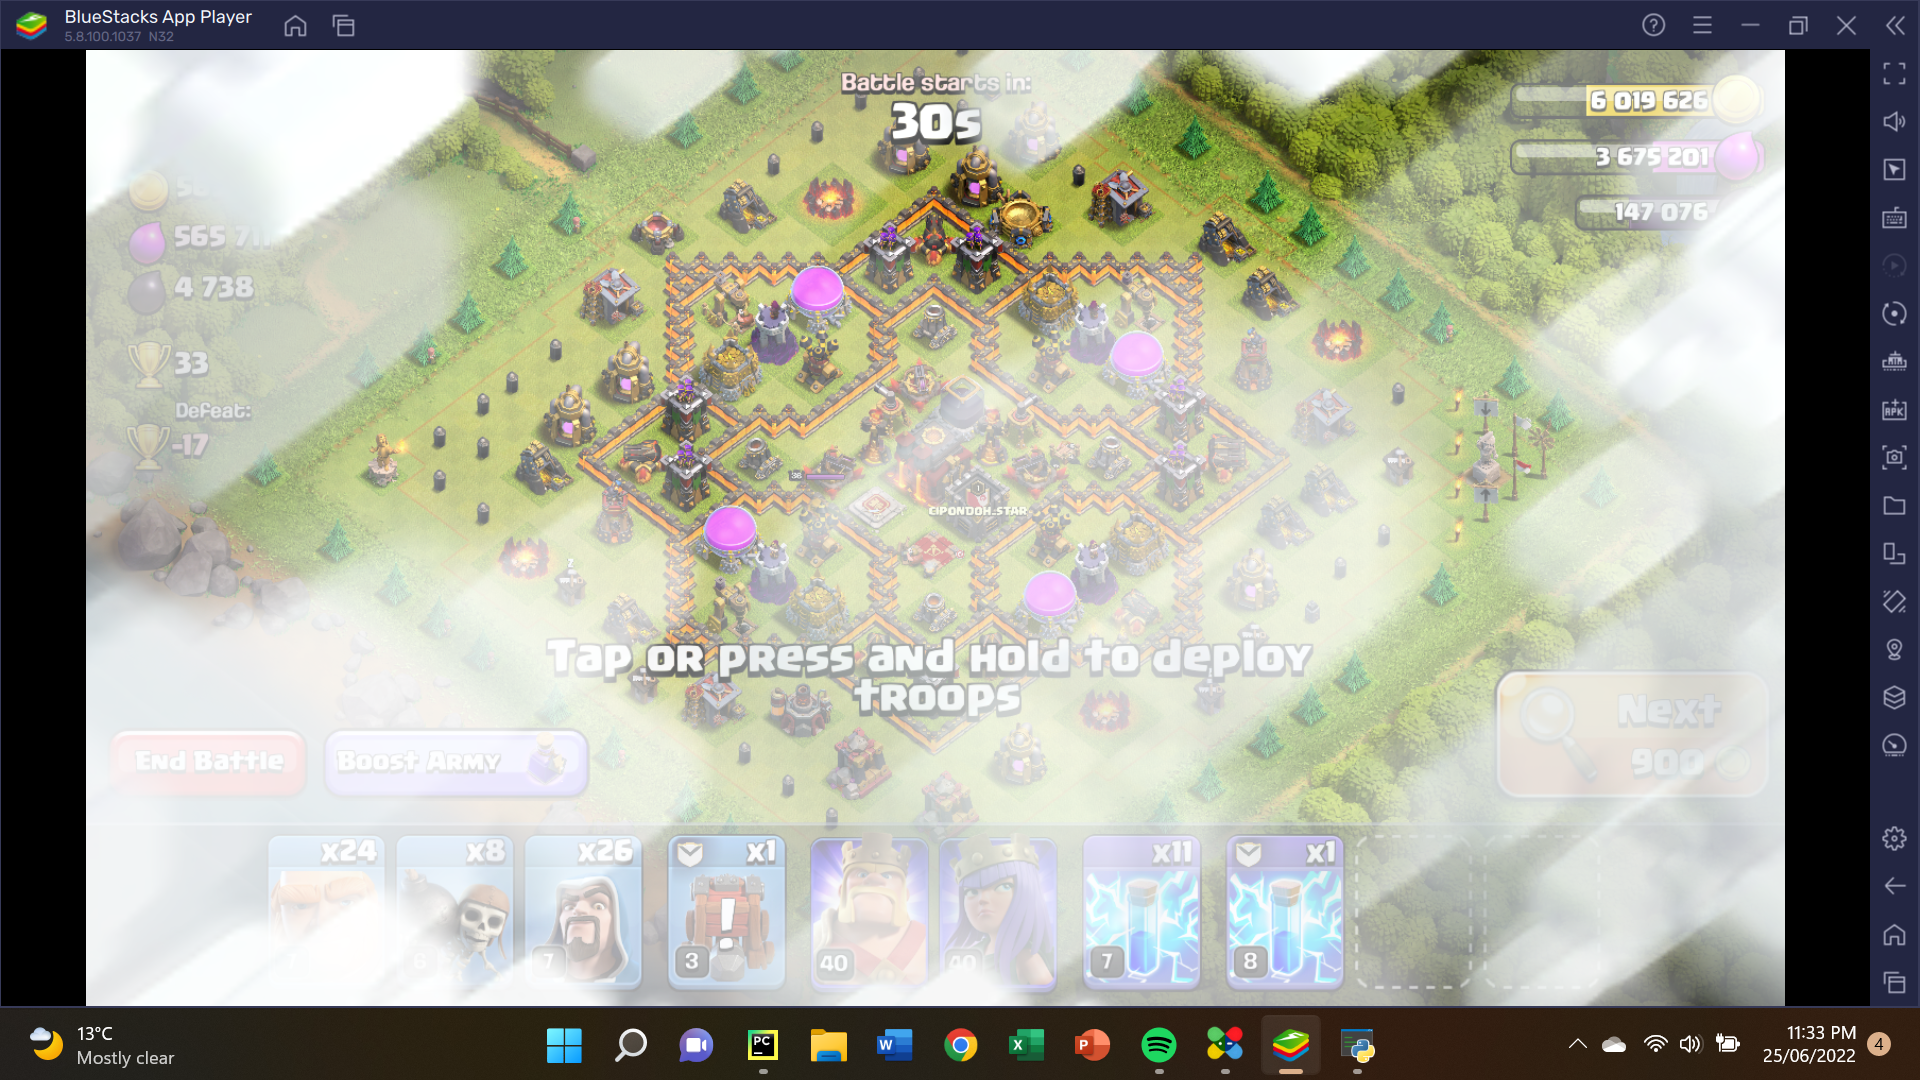 BlueStacks App Player
5.8.100.1037 N32
Battle starts in:
30s
6 019 626
3 675 201
147 076
4 738
33
Defeat:
-17
CIPONDOH.STAR
Tap or press and hold to deploy
troops
End Battle
Boost Army
Next
900
x24
x8
x26
x1
x11
x1
7
3
40
40
7
8
13°C
Mostly clear
11:33 PM
25/06/2022
4